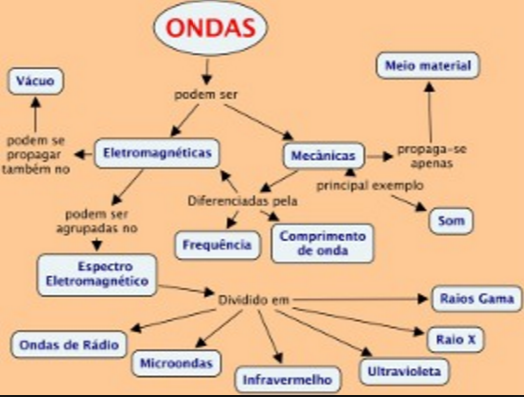 ONDAS
Meio material
Vácuo
podem ser
podem se
propagar
também no
Eletromagnéticas
Mecànicas
propaga-se
apenas
principal exemplo
Diferenciadas pela
podem ser
agrupadas no
Som
Frequência
Comprimento
de onda
Espectro
Eletromagnético
Dividido em
Raios Gama
Ondas de Rádio
Raio X
Microondas
Ultravioleta
Infravermelho